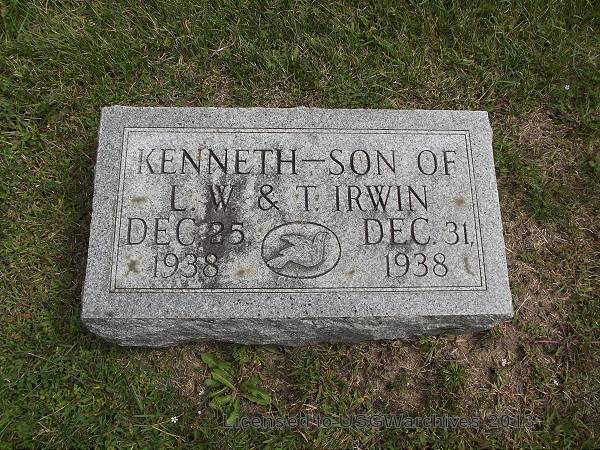 KENNETH—SON OF
L. W. & T. IRWIN
DEC. 25, DEC. 31,
1938 1938
Licensed to USGWarchives 2013